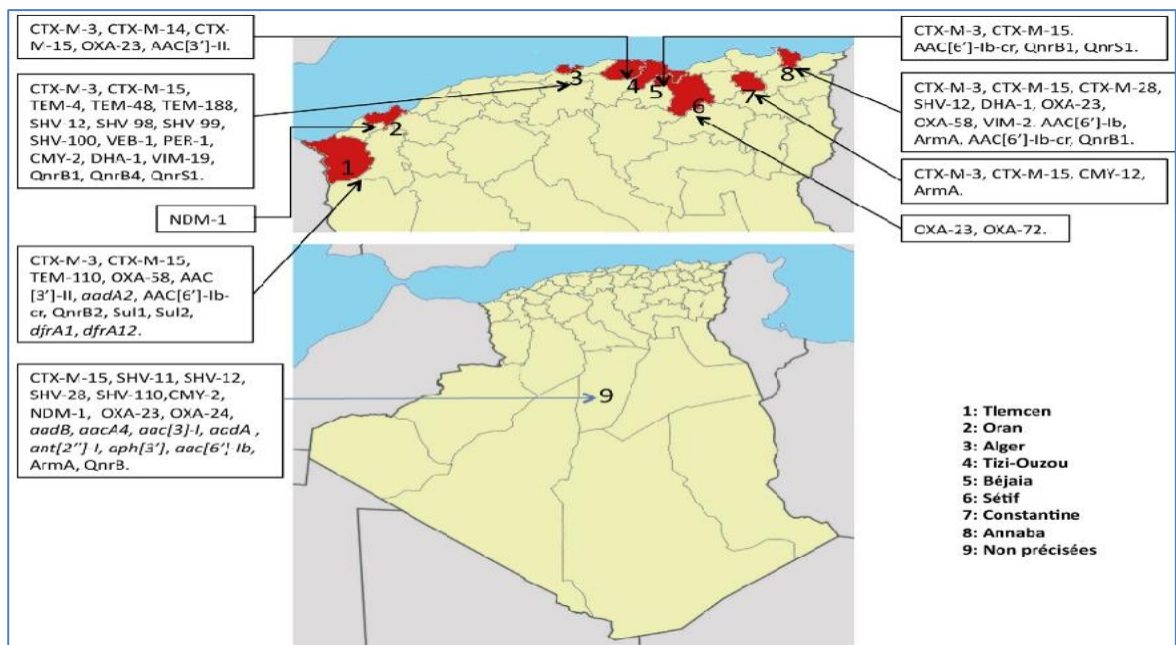 CTX-M-3, CTX-M-14, CTX-
M-15, OXA-23, AAC[3']-II.
CTX-M-3, CTX-M-15,
TEM-4, TEM-48, TEM-188,
SHV-12, SHV-98, SHV-99,
SHV-100, VEB-1, PER-1,
CMY-2, DHA-1, VIM-19,
QnrB1, QnrB4, QnrS1.
NDM-1
CTX-M-3, CTX-M-15,
TEM-110, OXA-58, AAC
[3']-II, aadA2, AAC[6']-Ib-
cr, QnrB2, Sul1, Sul2,
dfrA1, dfrA12.
CTX-M-15, SHV-11, SHV-12,
SHV-28, SHV-110,CMY-2,
NDM-1, OXA-23, OXA-24,
aadB, aacA4, aac[3]-I, aadA ,
ant[2'']-I, aph[3'], aac[6']-Ib,
ArmA, QnrB.
1
2
3
4
5
6
7
8
9
CTX-M-3, CTX-M-15.
AAC[6']-Ib-cr, QnrB1, QnrS1.
CTX-M-3, CTX-M-15, CTX-M-28,
SHV-12, DHA-1, OXA-23,
OXA-58, VIM-2. AAC[6']-Ib,
ArmA, AAC[6']-Ib-cr, QnrB1.
CTX-M-3, CTX-M-15. CMY-12,
ArmA.
OXA-23, OXA-72.
1: Tlemcen
2: Oran
3: Alger
4: Tizi-Ouzou
5: Béjaia
6: Sétif
7: Constantine
8: Annaba
9: Non précisées